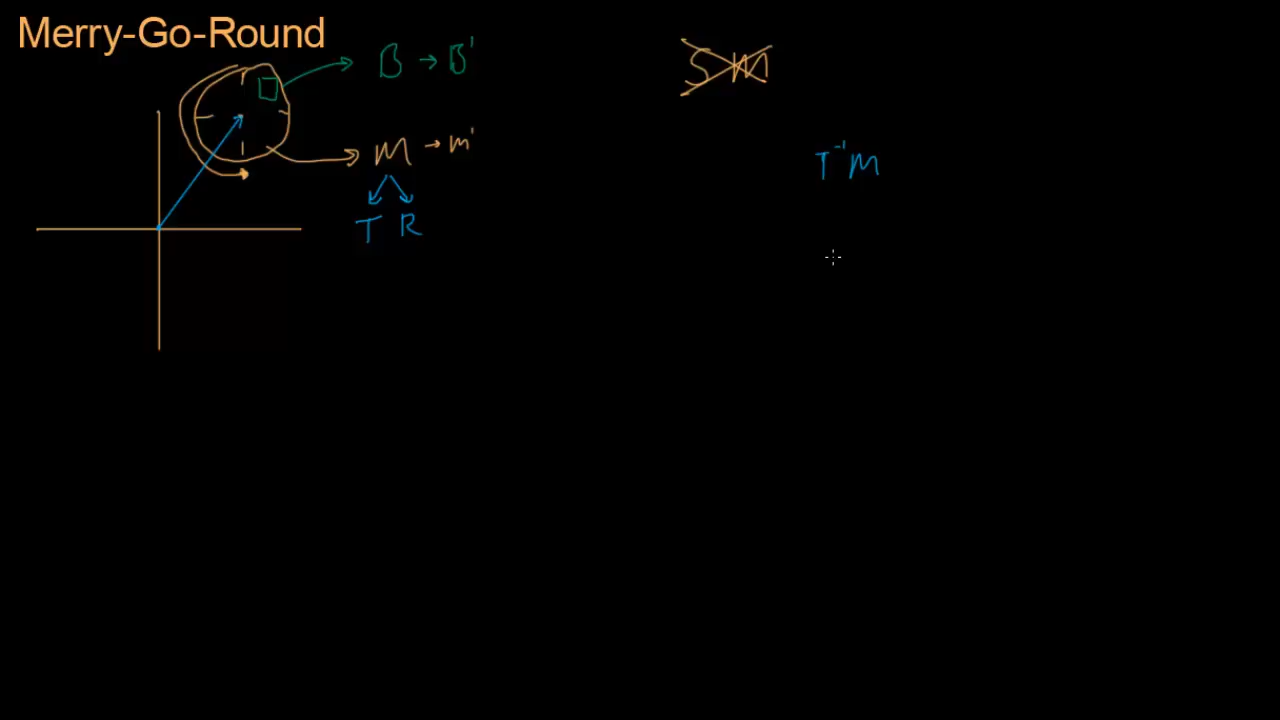 Merry-Go-Round
B → B'
S M
M → m'
T⁻¹M
T R